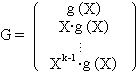 g (X)
X·g (X)
G = ⋮
X^{k-1}·g (X)